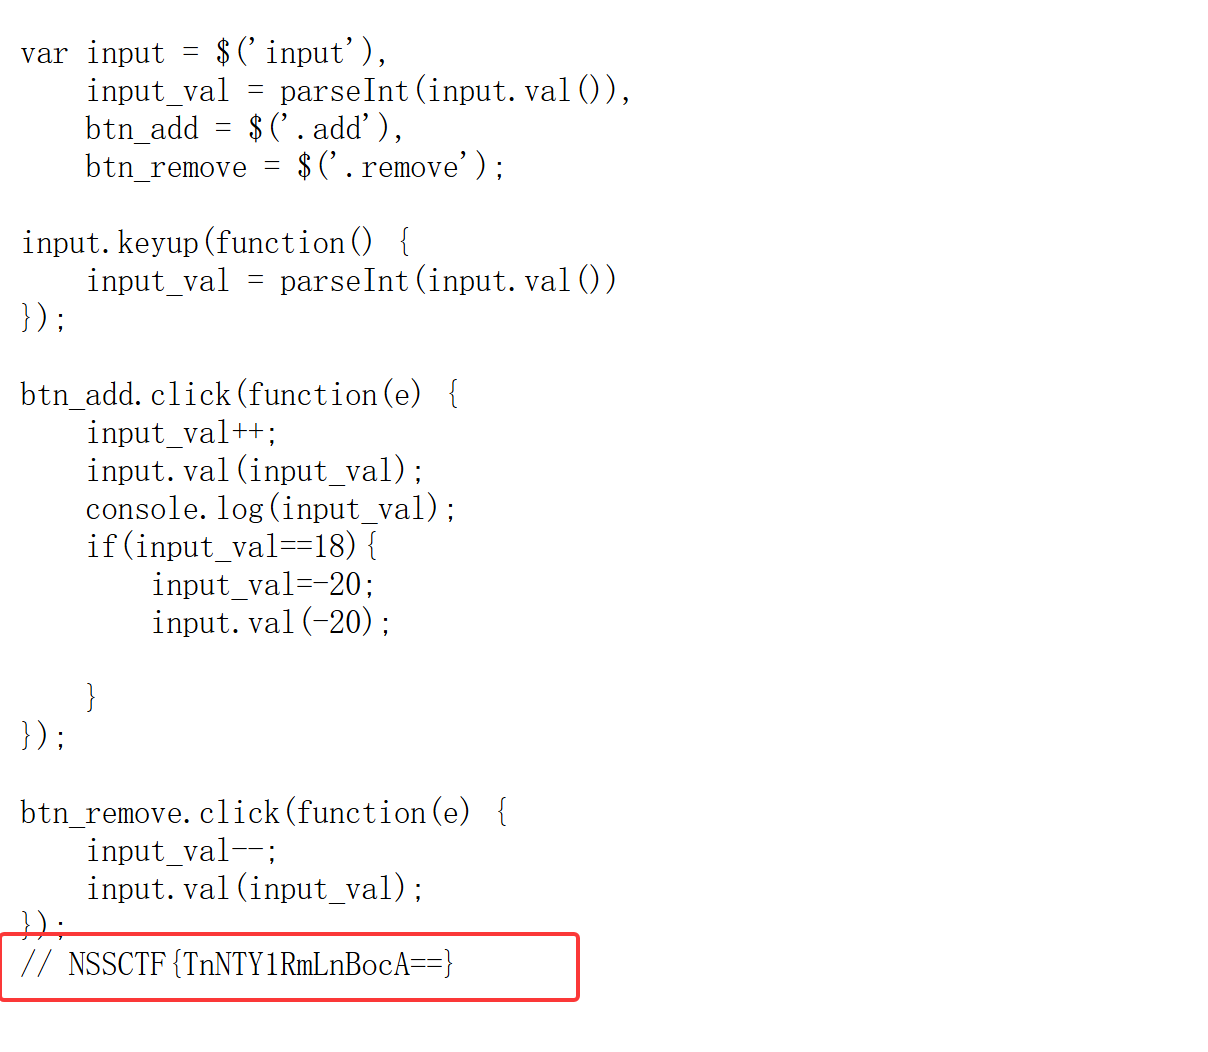 var input = $('input'),
    input_val = parseInt(input.val()),
    btn_add = $('.add'),
    btn_remove = $('.remove');
input.keyup(function() {
    input_val = parseInt(input.val())
});
btn_add.click(function(e) {
    input_val++;
    input.val(input_val);
    console.log(input_val);
    if(input_val==18){
        input_val=-20;
        input.val(-20);
    }
});
btn_remove.click(function(e) {
    input_val--;
    input.val(input_val);
});
// NSSCTF{TnNTY1RmLnBocA==}